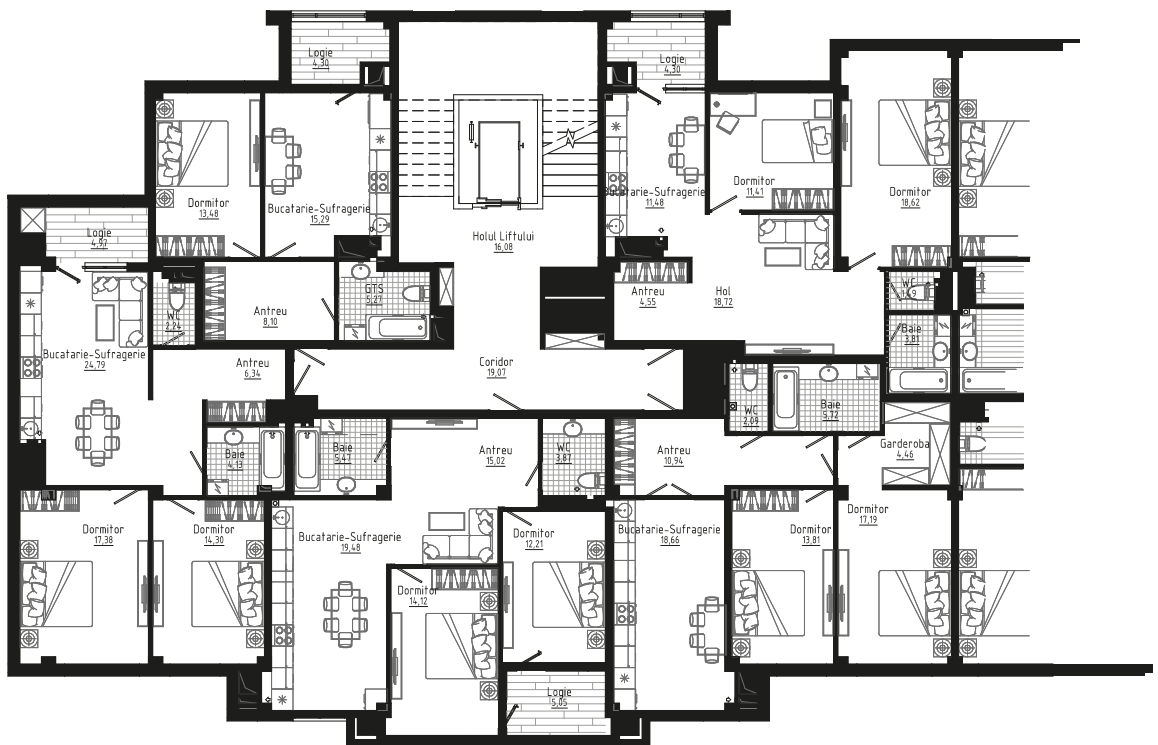 Logie
4,30
Logie
4,30
Dormitor
13,48
Bucatarie-Sufragerie
15,29
Bucatarie-Sufragerie
11,48
Dormitor
11,41
Dormitor
18,62
Logie
4,97
Holul Liftului
16,08
GTS
5,27
Antreu
8,10
WC
2,24
Antreu
4,55
Hol
18,72
WC
1,49
Baie
3,81
Bucatarie-Sufragerie
24,79
Antreu
6,34
Coridor
19,07
WC
2,09
Baie
5,72
Baie
4,13
Baie
5,47
Antreu
15,02
WC
3,87
Antreu
10,94
Garderoba
4,46
Dormitor
17,38
Dormitor
14,30
Bucatarie-Sufragerie
19,48
Dormitor
12,21
Bucatarie-Sufragerie
18,66
Dormitor
13,81
Dormitor
17,19
Dormitor
14,12
Logie
5,05